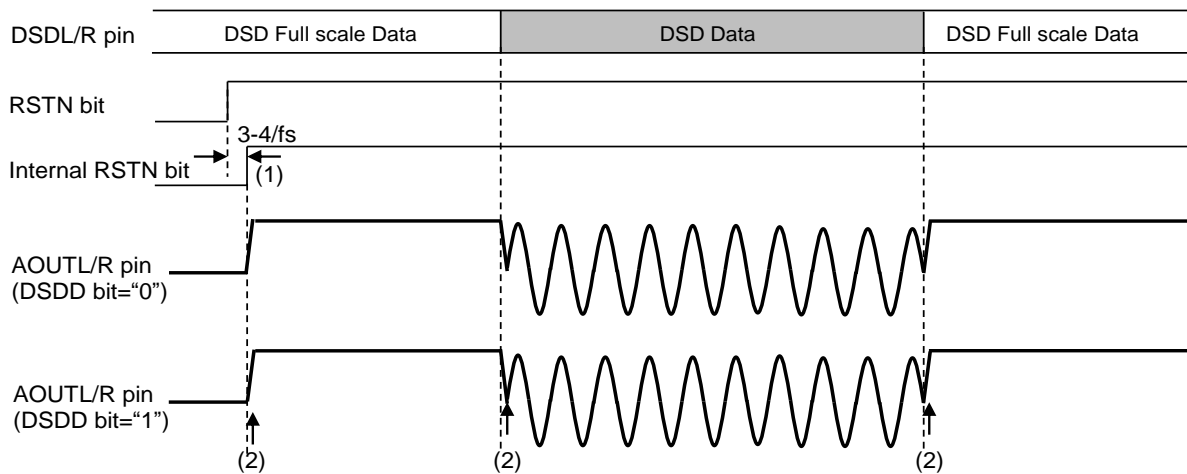 DSDL/R pin
DSD Full scale Data
DSD Data
DSD Full scale Data
RSTN bit
3-4/fs
Internal RSTN bit
(1)
AOUTL/R pin
(DSDD bit=“0”)
AOUTL/R pin
(DSDD bit=“1”)
(2)
(2)
(2)